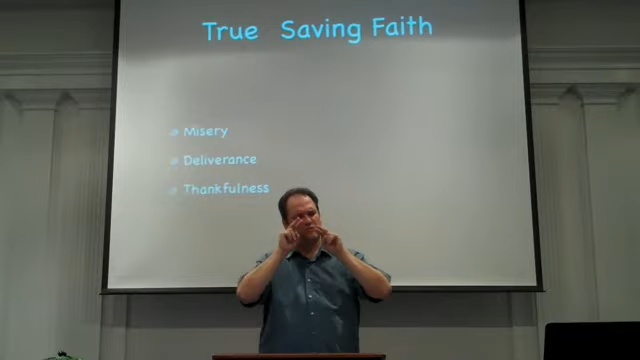 True Saving Faith
Misery
Deliverance
Thankfulness